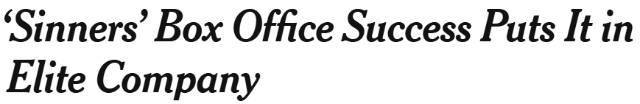 ‘Sinners’ Box Office Success Puts It in
Elite Company